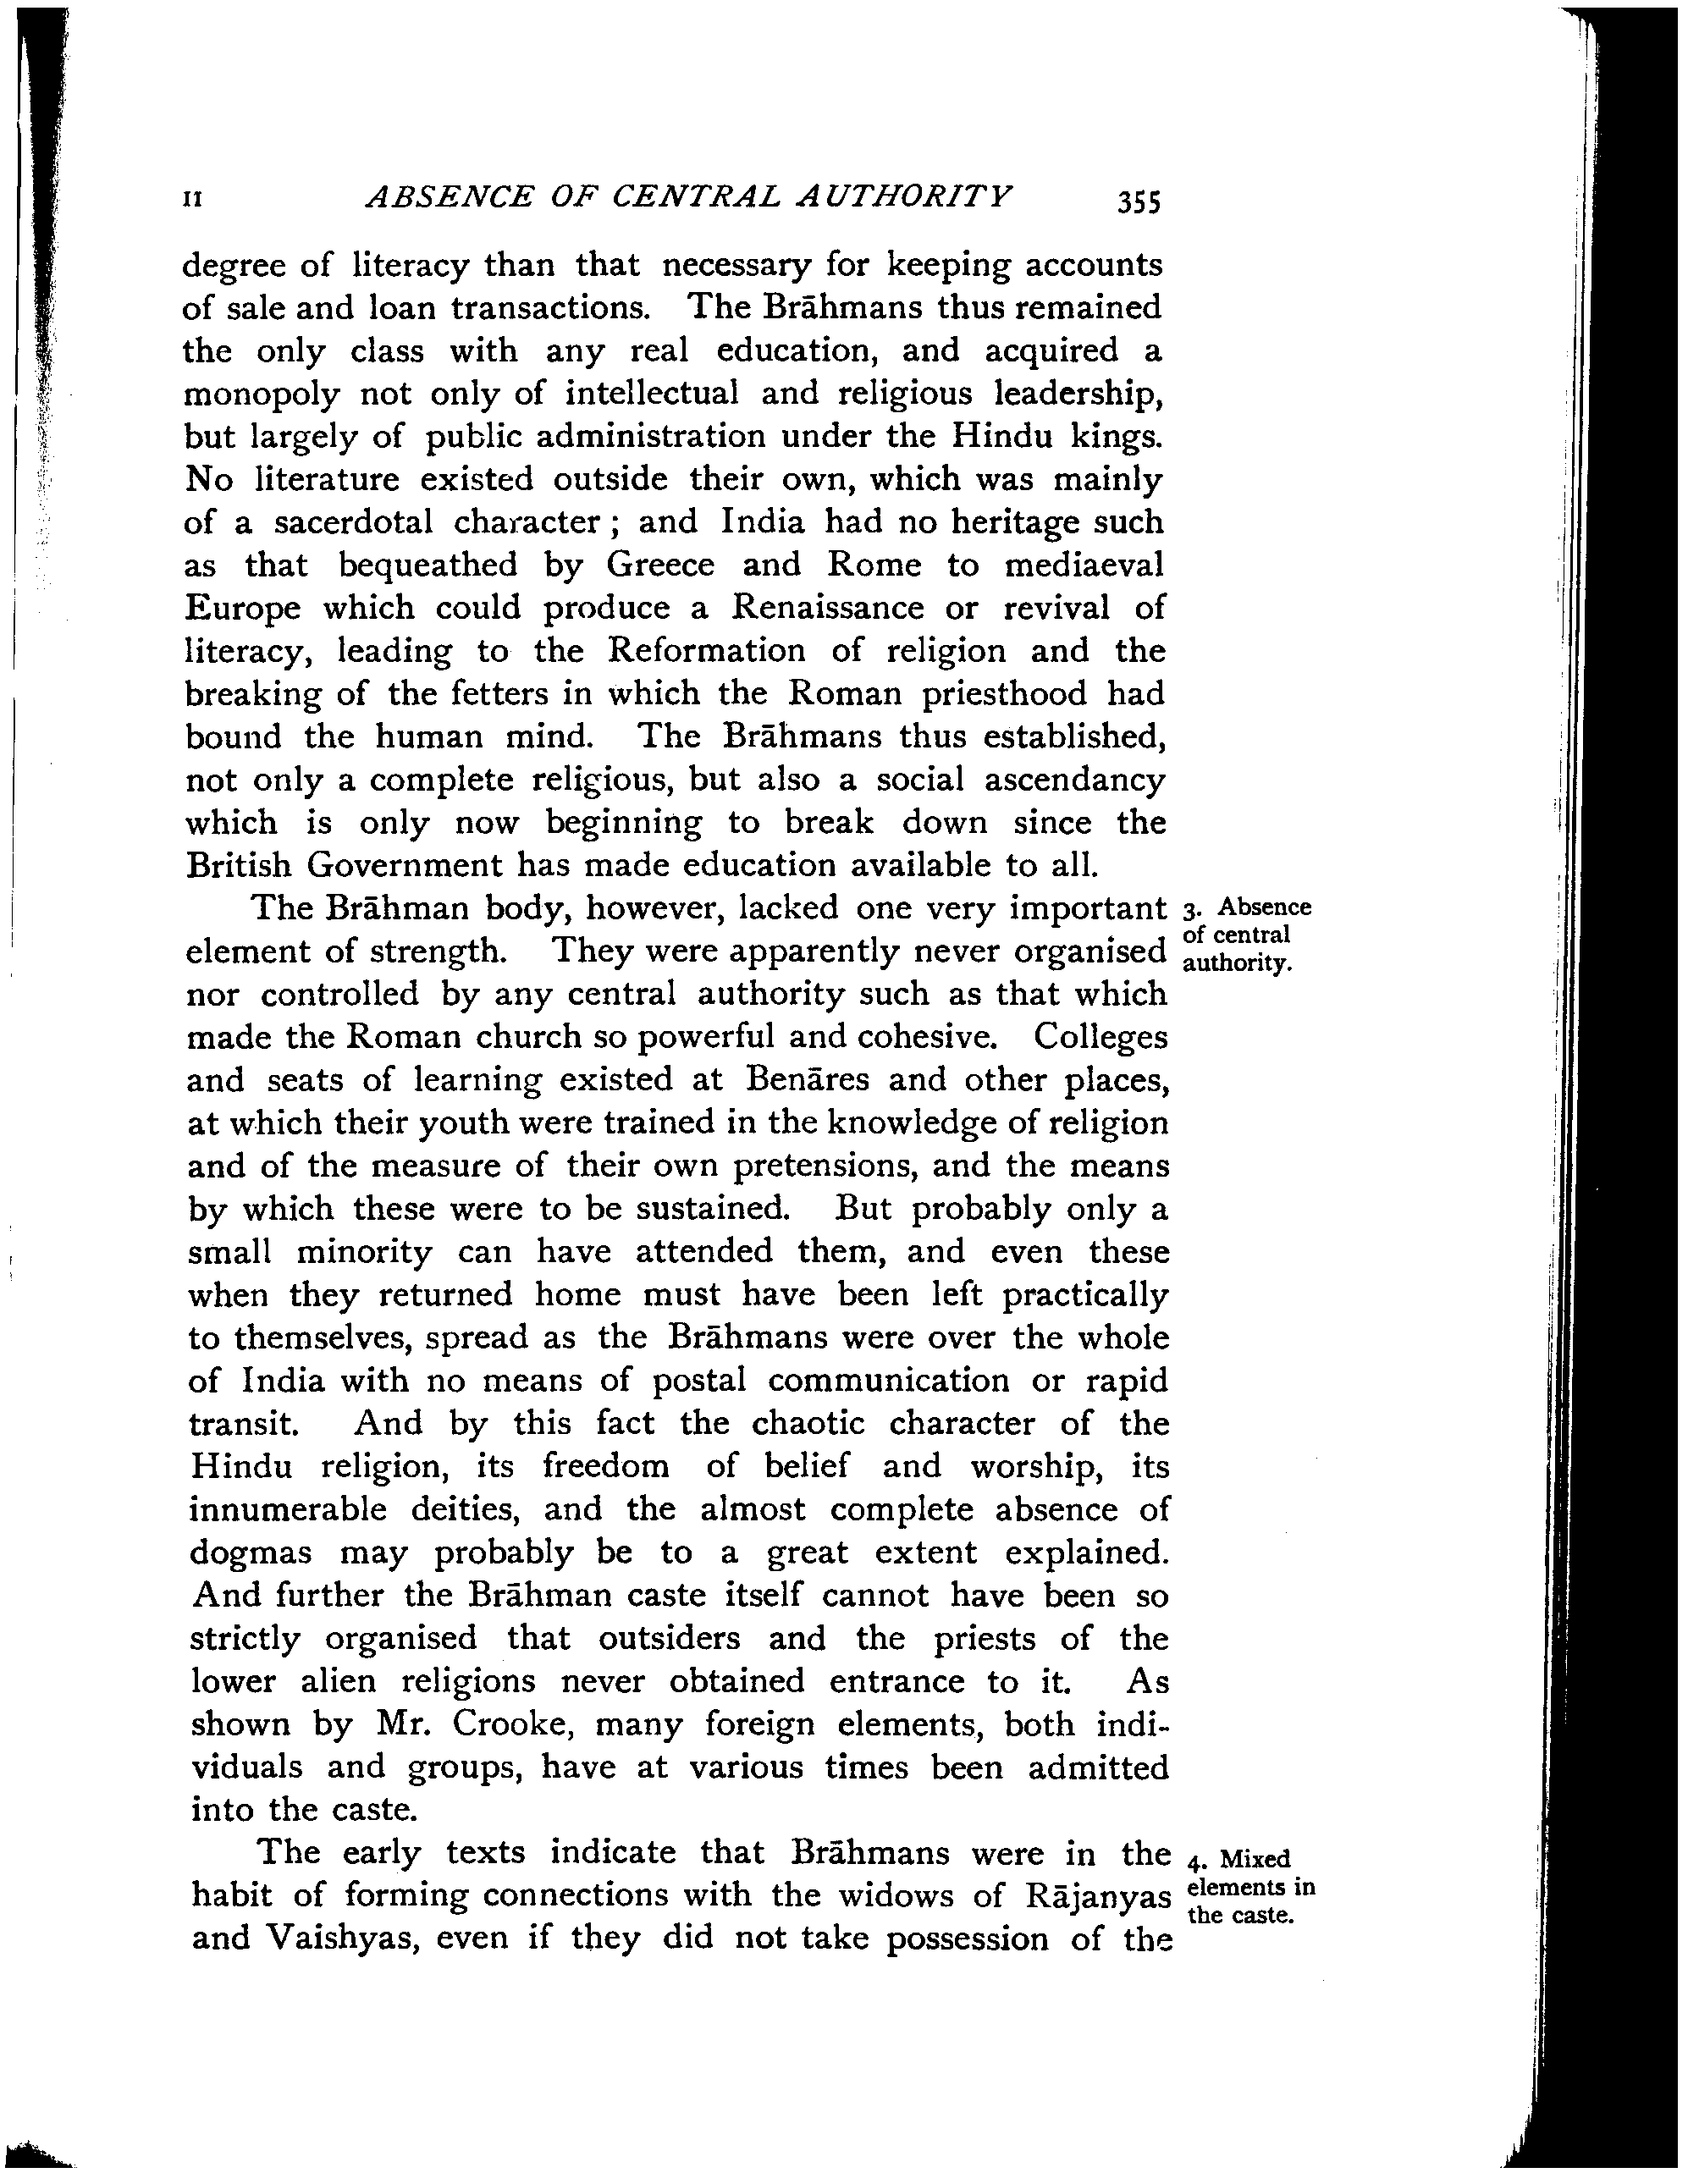 II ABSENCE OF CENTRAL AUTHORITY 355
degree of literacy than that necessary for keeping accounts
of sale and loan transactions. The Brāhmans thus remained
the only class with any real education, and acquired a
monopoly not only of intellectual and religious leadership,
but largely of public administration under the Hindu kings.
No literature existed outside their own, which was mainly
of a sacerdotal character ; and India had no heritage such
as that bequeathed by Greece and Rome to mediaeval
Europe which could produce a Renaissance or revival of
literacy, leading to the Reformation of religion and the
breaking of the fetters in which the Roman priesthood had
bound the human mind. The Brāhmans thus established,
not only a complete religious, but also a social ascendancy
which is only now beginning to break down since the
British Government has made education available to all.
The Brāhman body, however, lacked one very important
element of strength. They were apparently never organised
nor controlled by any central authority such as that which
made the Roman church so powerful and cohesive. Colleges
and seats of learning existed at Benāres and other places,
at which their youth were trained in the knowledge of religion
and of the measure of their own pretensions, and the means
by which these were to be sustained. But probably only a
small minority can have attended them, and even these
when they returned home must have been left practically
to themselves, spread as the Brāhmans were over the whole
of India with no means of postal communication or rapid
transit. And by this fact the chaotic character of the
Hindu religion, its freedom of belief and worship, its
innumerable deities, and the almost complete absence of
dogmas may probably be to a great extent explained.
And further the Brāhman caste itself cannot have been so
strictly organised that outsiders and the priests of the
lower alien religions never obtained entrance to it. As
shown by Mr. Crooke, many foreign elements, both indi-
viduals and groups, have at various times been admitted
into the caste.
The early texts indicate that Brāhmans were in the
habit of forming connections with the widows of Rājanyas
and Vaishyas, even if they did not take possession of the
3. Absence
of central
authority.
4. Mixed
elements in
the caste.